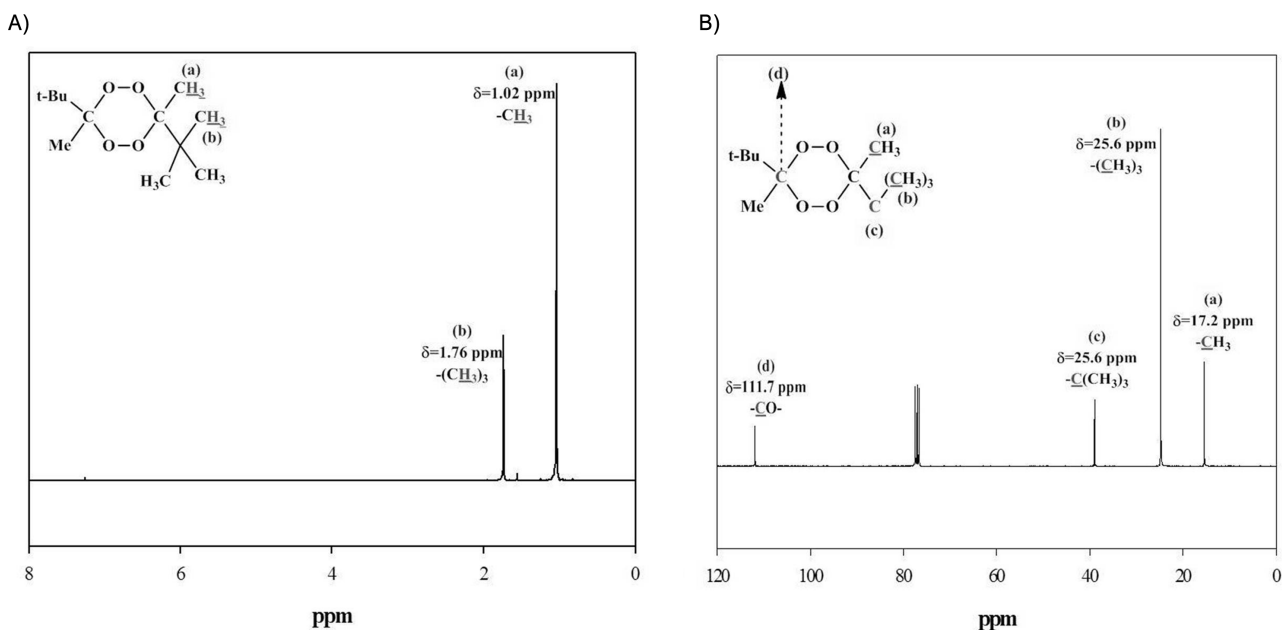 A)
(a)
CH3
t-Bu
O–O
C
C
CH3
(b)
Me
O–O
H3C
CH3
(a)
δ=1.02 ppm
-CH3
(b)
δ=1.76 ppm
-(CH3)3
8
6
4
2
0
ppm
B)
(d)
(a)
CH3
t-Bu
O–O
C
C
(CH3)3
(b)
Me
O–O
C
(c)
(b)
δ=25.6 ppm
-(CH3)3
(a)
δ=17.2 ppm
-CH3
(c)
δ=25.6 ppm
-C(CH3)3
(d)
δ=111.7 ppm
-CO-
120
100
80
60
40
20
0
ppm